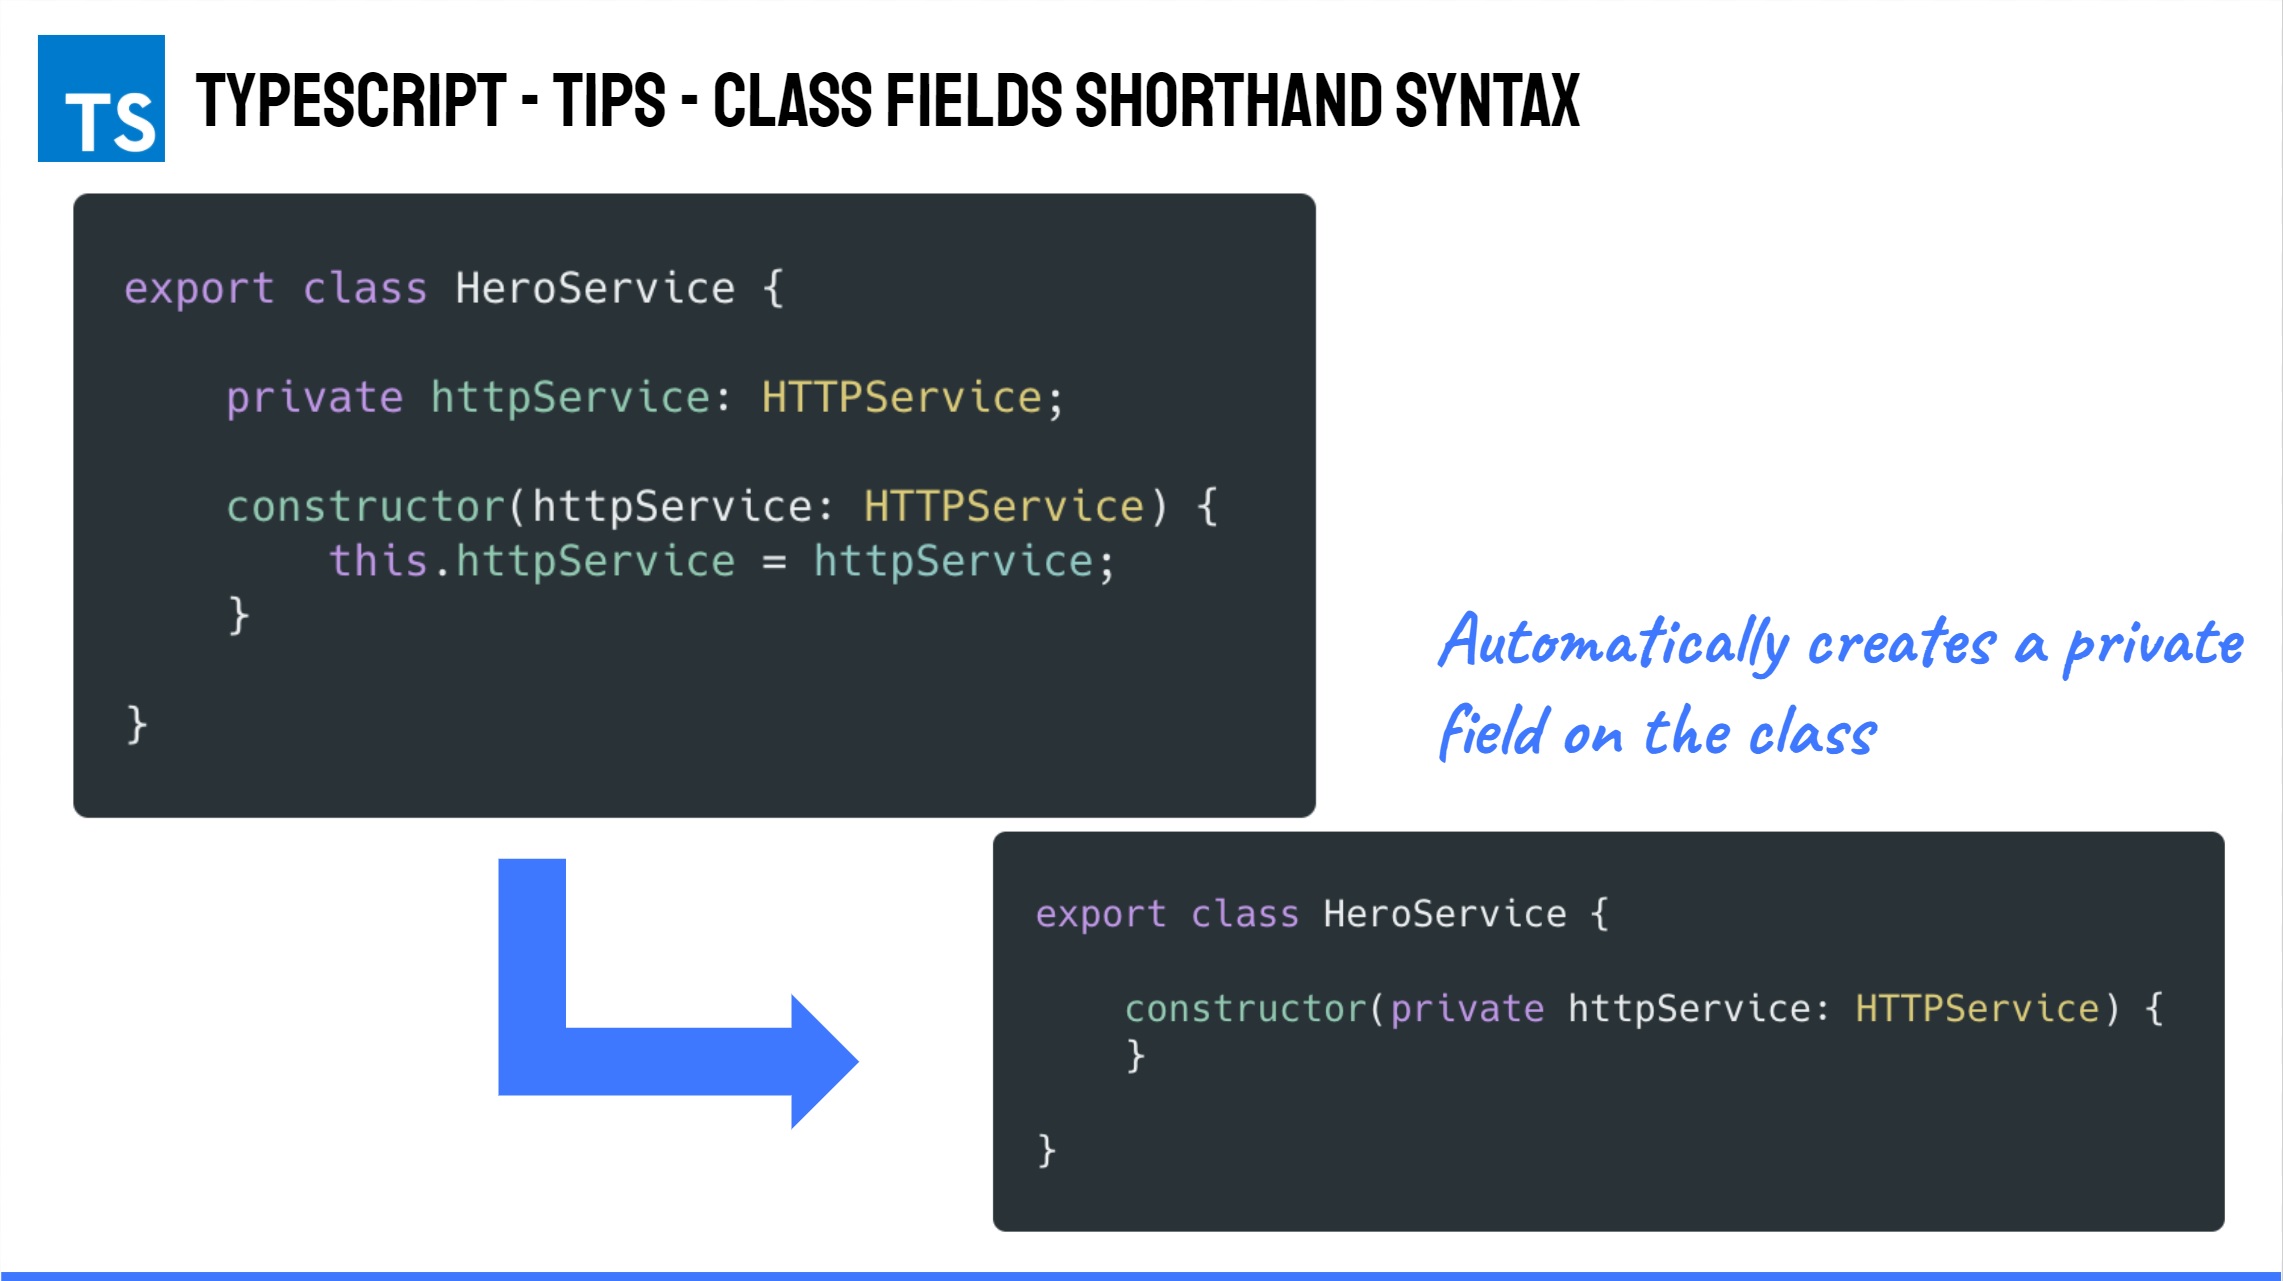 TS
TYPESCRIPT - TIPS - CLASS FIELDS SHORTHAND SYNTAX
export class HeroService {
private httpService: HTTPService;
constructor(httpService: HTTPService) {
this.httpService = httpService;
}
}
Automatically creates a private
field on the class
export class HeroService {
constructor(private httpService: HTTPService) {
}
}